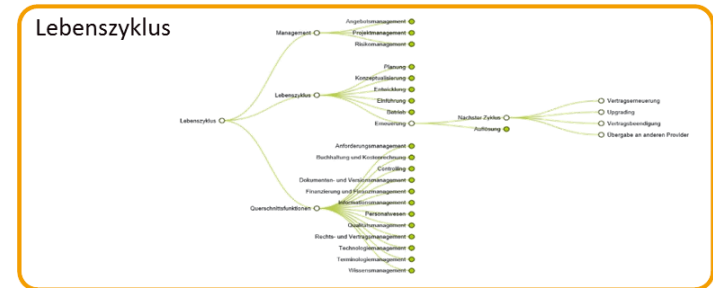 Lebenszyklus
Lebenszyklus
Management
Angebotsmanagement
Projektmanagement
Risikomanagement
Lebenszyklus
Planung
Konzeptualisierung
Entwicklung
Einführung
Betrieb
Erneuerung
Nächster Zyklus
Vertragserneuerung
Upgrading
Vertragsbeendigung
Übergabe an anderen Provider
Auflösung
Querschnittsfunktionen
Anforderungsmanagement
Buchhaltung und Kostenrechnung
Controlling
Dokumenten- und Versionsmanagement
Finanzierung und Finanzmanagement
Informationsmanagement
Personalwesen
Qualitätsmanagement
Rechts- und Vertragsmanagement
Technologiemanagement
Terminologiemanagement
Wissensmanagement